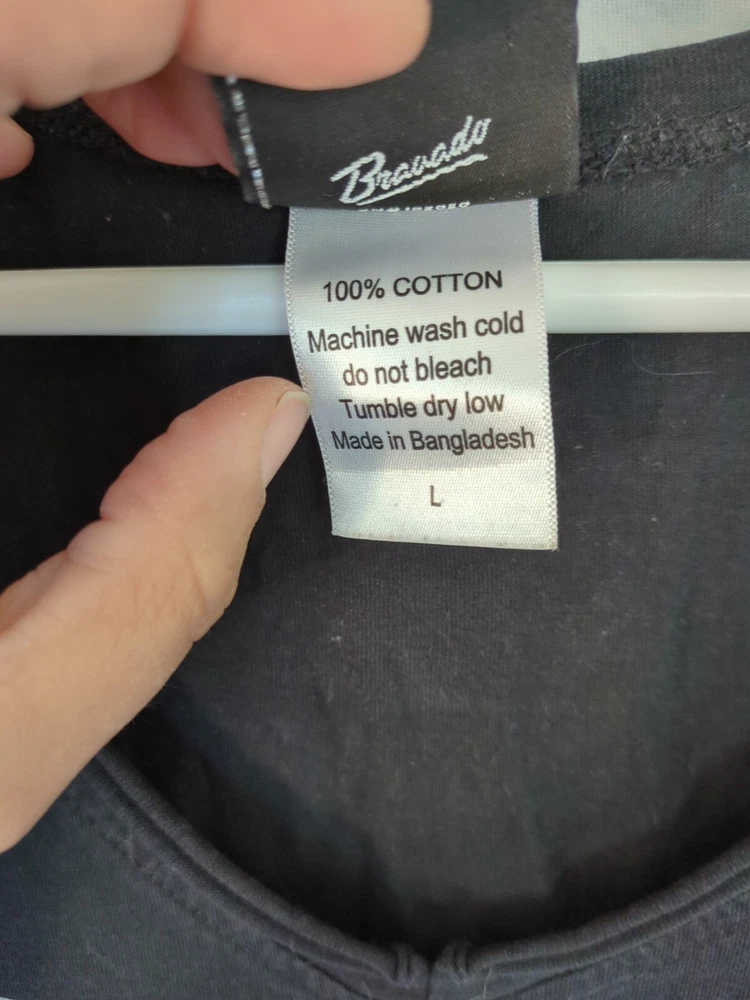 Bravado
100% COTTON
Machine wash cold
do not bleach
Tumble dry low
Made in Bangladesh
L